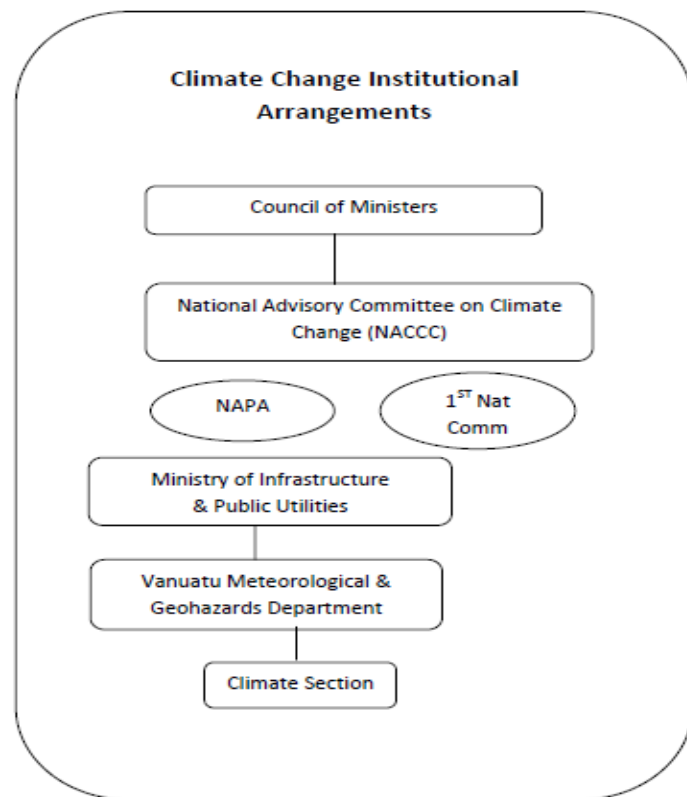 Climate Change Institutional
Arrangements
Council of Ministers
National Advisory Committee on Climate
Change (NACCC)
NAPA
1ST Nat
Comm
Ministry of Infrastructure
& Public Utilities
Vanuatu Meteorological &
Geohazards Department
Climate Section